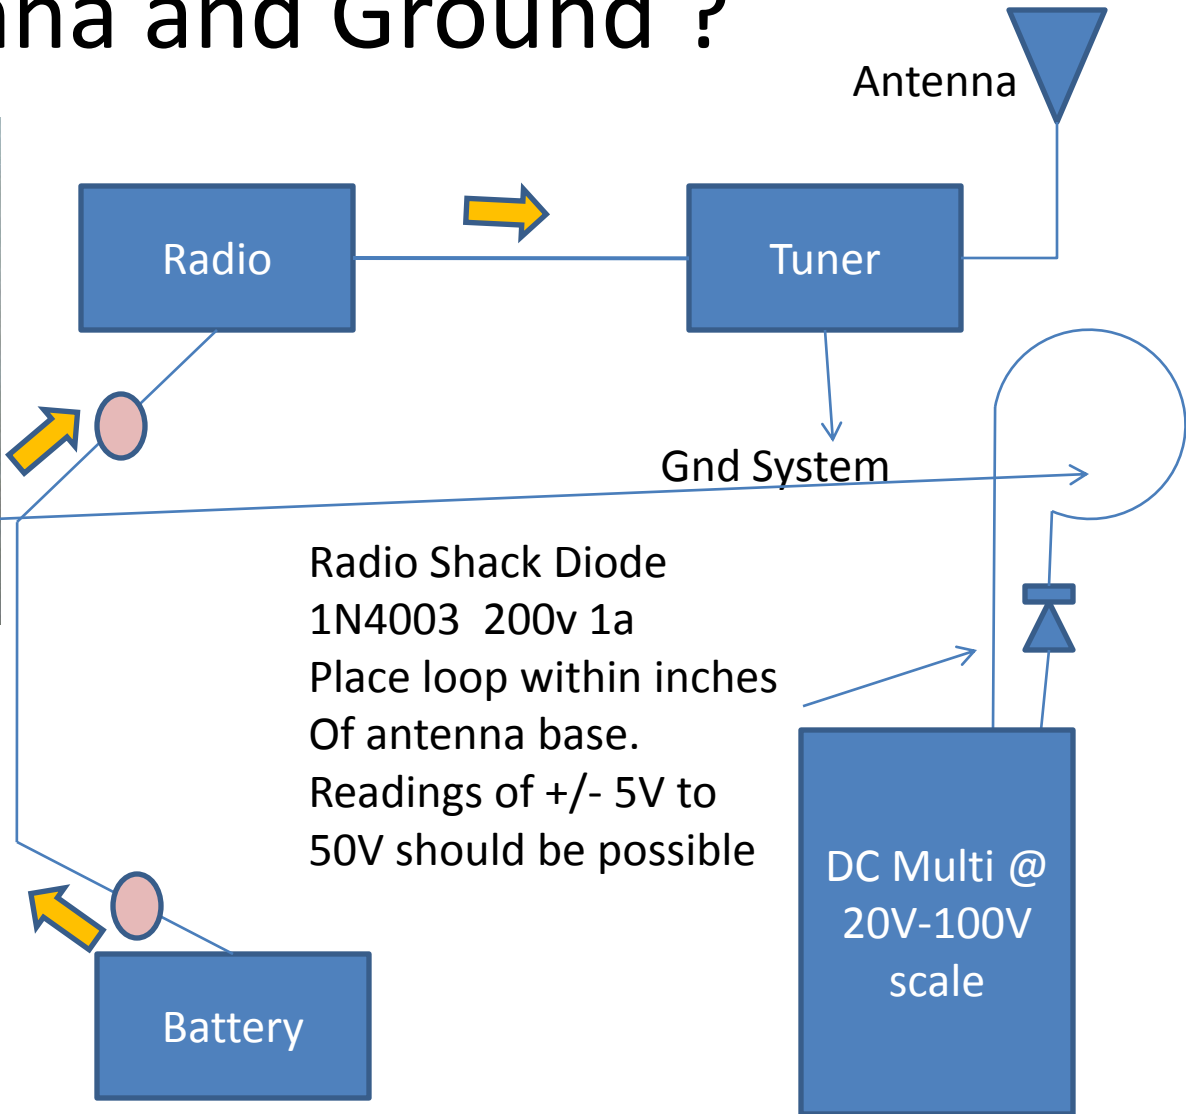 and Ground ?
Antenna
Radio
Tuner
Gnd System
Radio Shack Diode
1N4003 200v 1a
Place loop within inches
Of antenna base.
Readings of +/- 5V to
50V should be possible
DC Multi @
20V-100V
scale
Battery